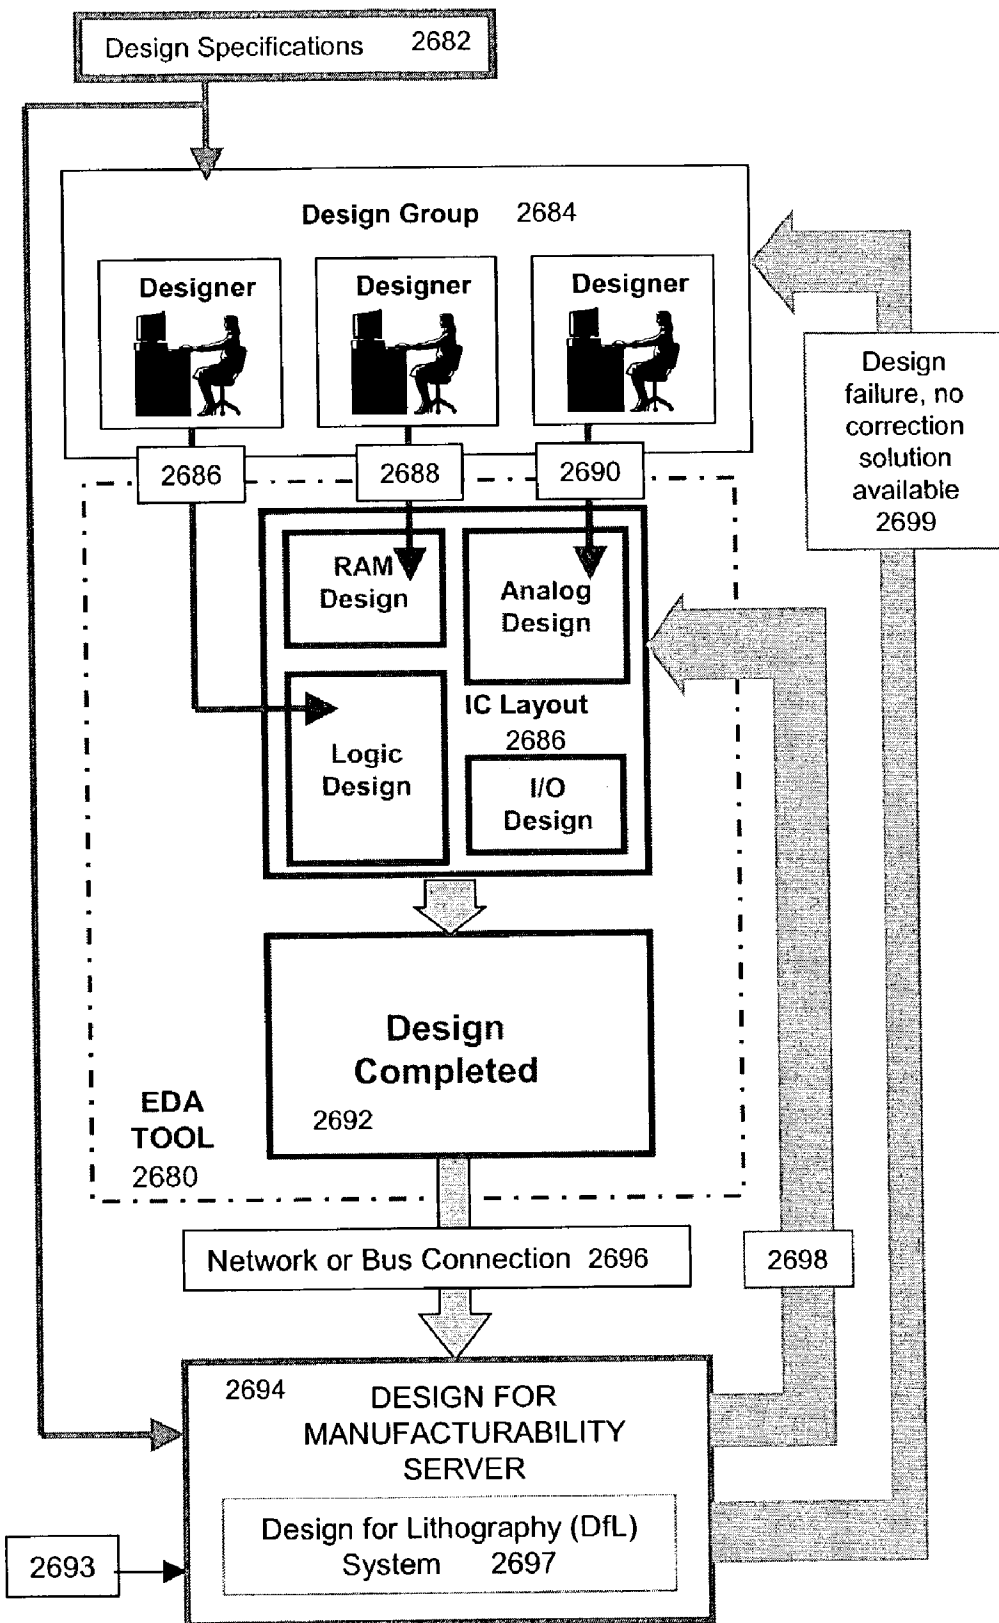 Design Specifications 2682
Design Group 2684
Designer
Designer
Designer
2686
2688
2690
Design
failure, no
correction
solution
available
2699
RAM
Design
Analog
Design
IC Layout
2686
Logic
Design
I/O
Design
Design
Completed
2692
EDA
TOOL
2680
Network or Bus Connection 2696
2698
2694
DESIGN FOR
MANUFACTURABILITY
SERVER
Design for Lithography (DfL)
System 2697
2693